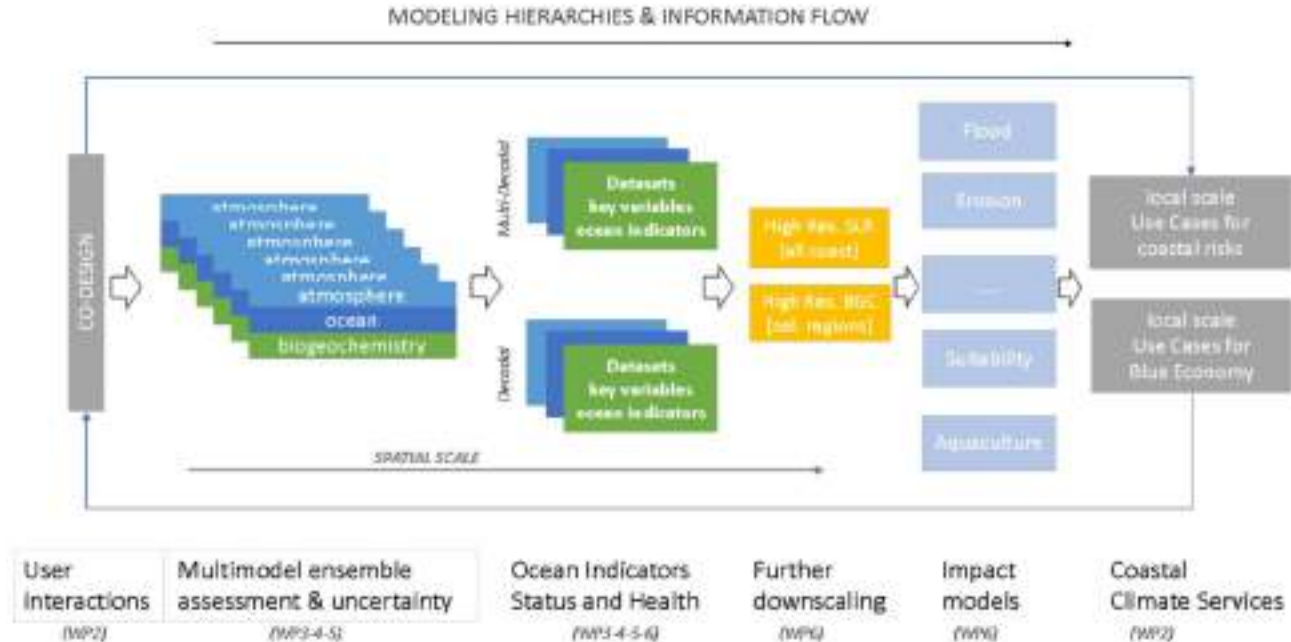 MODELING HIERARCHIES & INFORMATION FLOW
CO-DESIGN
atmosphere
atmosphere
atmosphere
atmosphere
atmosphere
atmosphere
ocean
biogeochemistry
Multi-Decadal
Datasets
key variables
ocean indicators
Decadal
Datasets
key variables
ocean indicators
High Res. SLR
(all coast)
High Res. BGC
(sel. regions)
Flood
Erosion
.....
Suitability
Aquaculture
local scale
Use Cases for
coastal risks
local scale
Use Cases for
Blue Economy
SPATIAL SCALE
User
Interactions
(WP2)
Multimodel ensemble
assessment & uncertainty
(WP3-4-5)
Ocean Indicators
Status and Health
(WP3-4-5-6)
Further
downscaling
(WP6)
Impact
models
(WP6)
Coastal
Climate Services